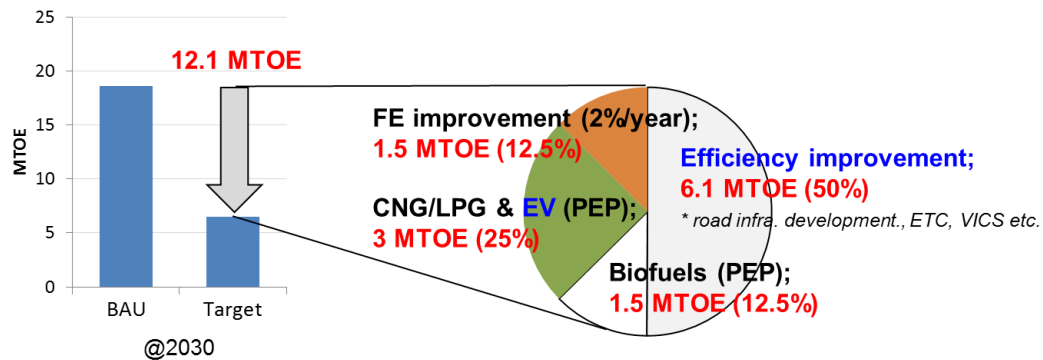 25
20
15
10
5
0
MTOE
12.1 MTOE
BAU
Target
@2030
FE improvement (2%/year);
1.5 MTOE (12.5%)
CNG/LPG & EV (PEP);
3 MTOE (25%)
Efficiency improvement;
6.1 MTOE (50%)
* road infra. development., ETC, VICS etc.
Biofuels (PEP);
1.5 MTOE (12.5%)